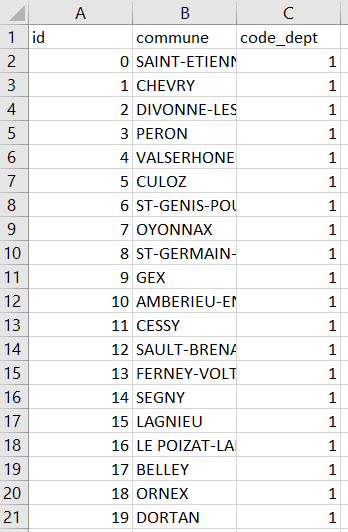 A B C
1 id commune code_dept
2 0 SAINT-ETIENN 1
3 1 CHEVRY 1
4 2 DIVONNE-LES 1
5 3 PERON 1
6 4 VALSERHONE 1
7 5 CULOZ 1
8 6 ST-GENIS-POU 1
9 7 OYONNAX 1
10 8 ST-GERMAIN- 1
11 9 GEX 1
12 10 AMBERIEU-EN 1
13 11 CESSY 1
14 12 SAULT-BRENA 1
15 13 FERNEY-VOLT 1
16 14 SEGNY 1
17 15 LAGNIEU 1
18 16 LE POIZAT-LA 1
19 17 BELLEY 1
20 18 ORNEX 1
21 19 DORTAN 1